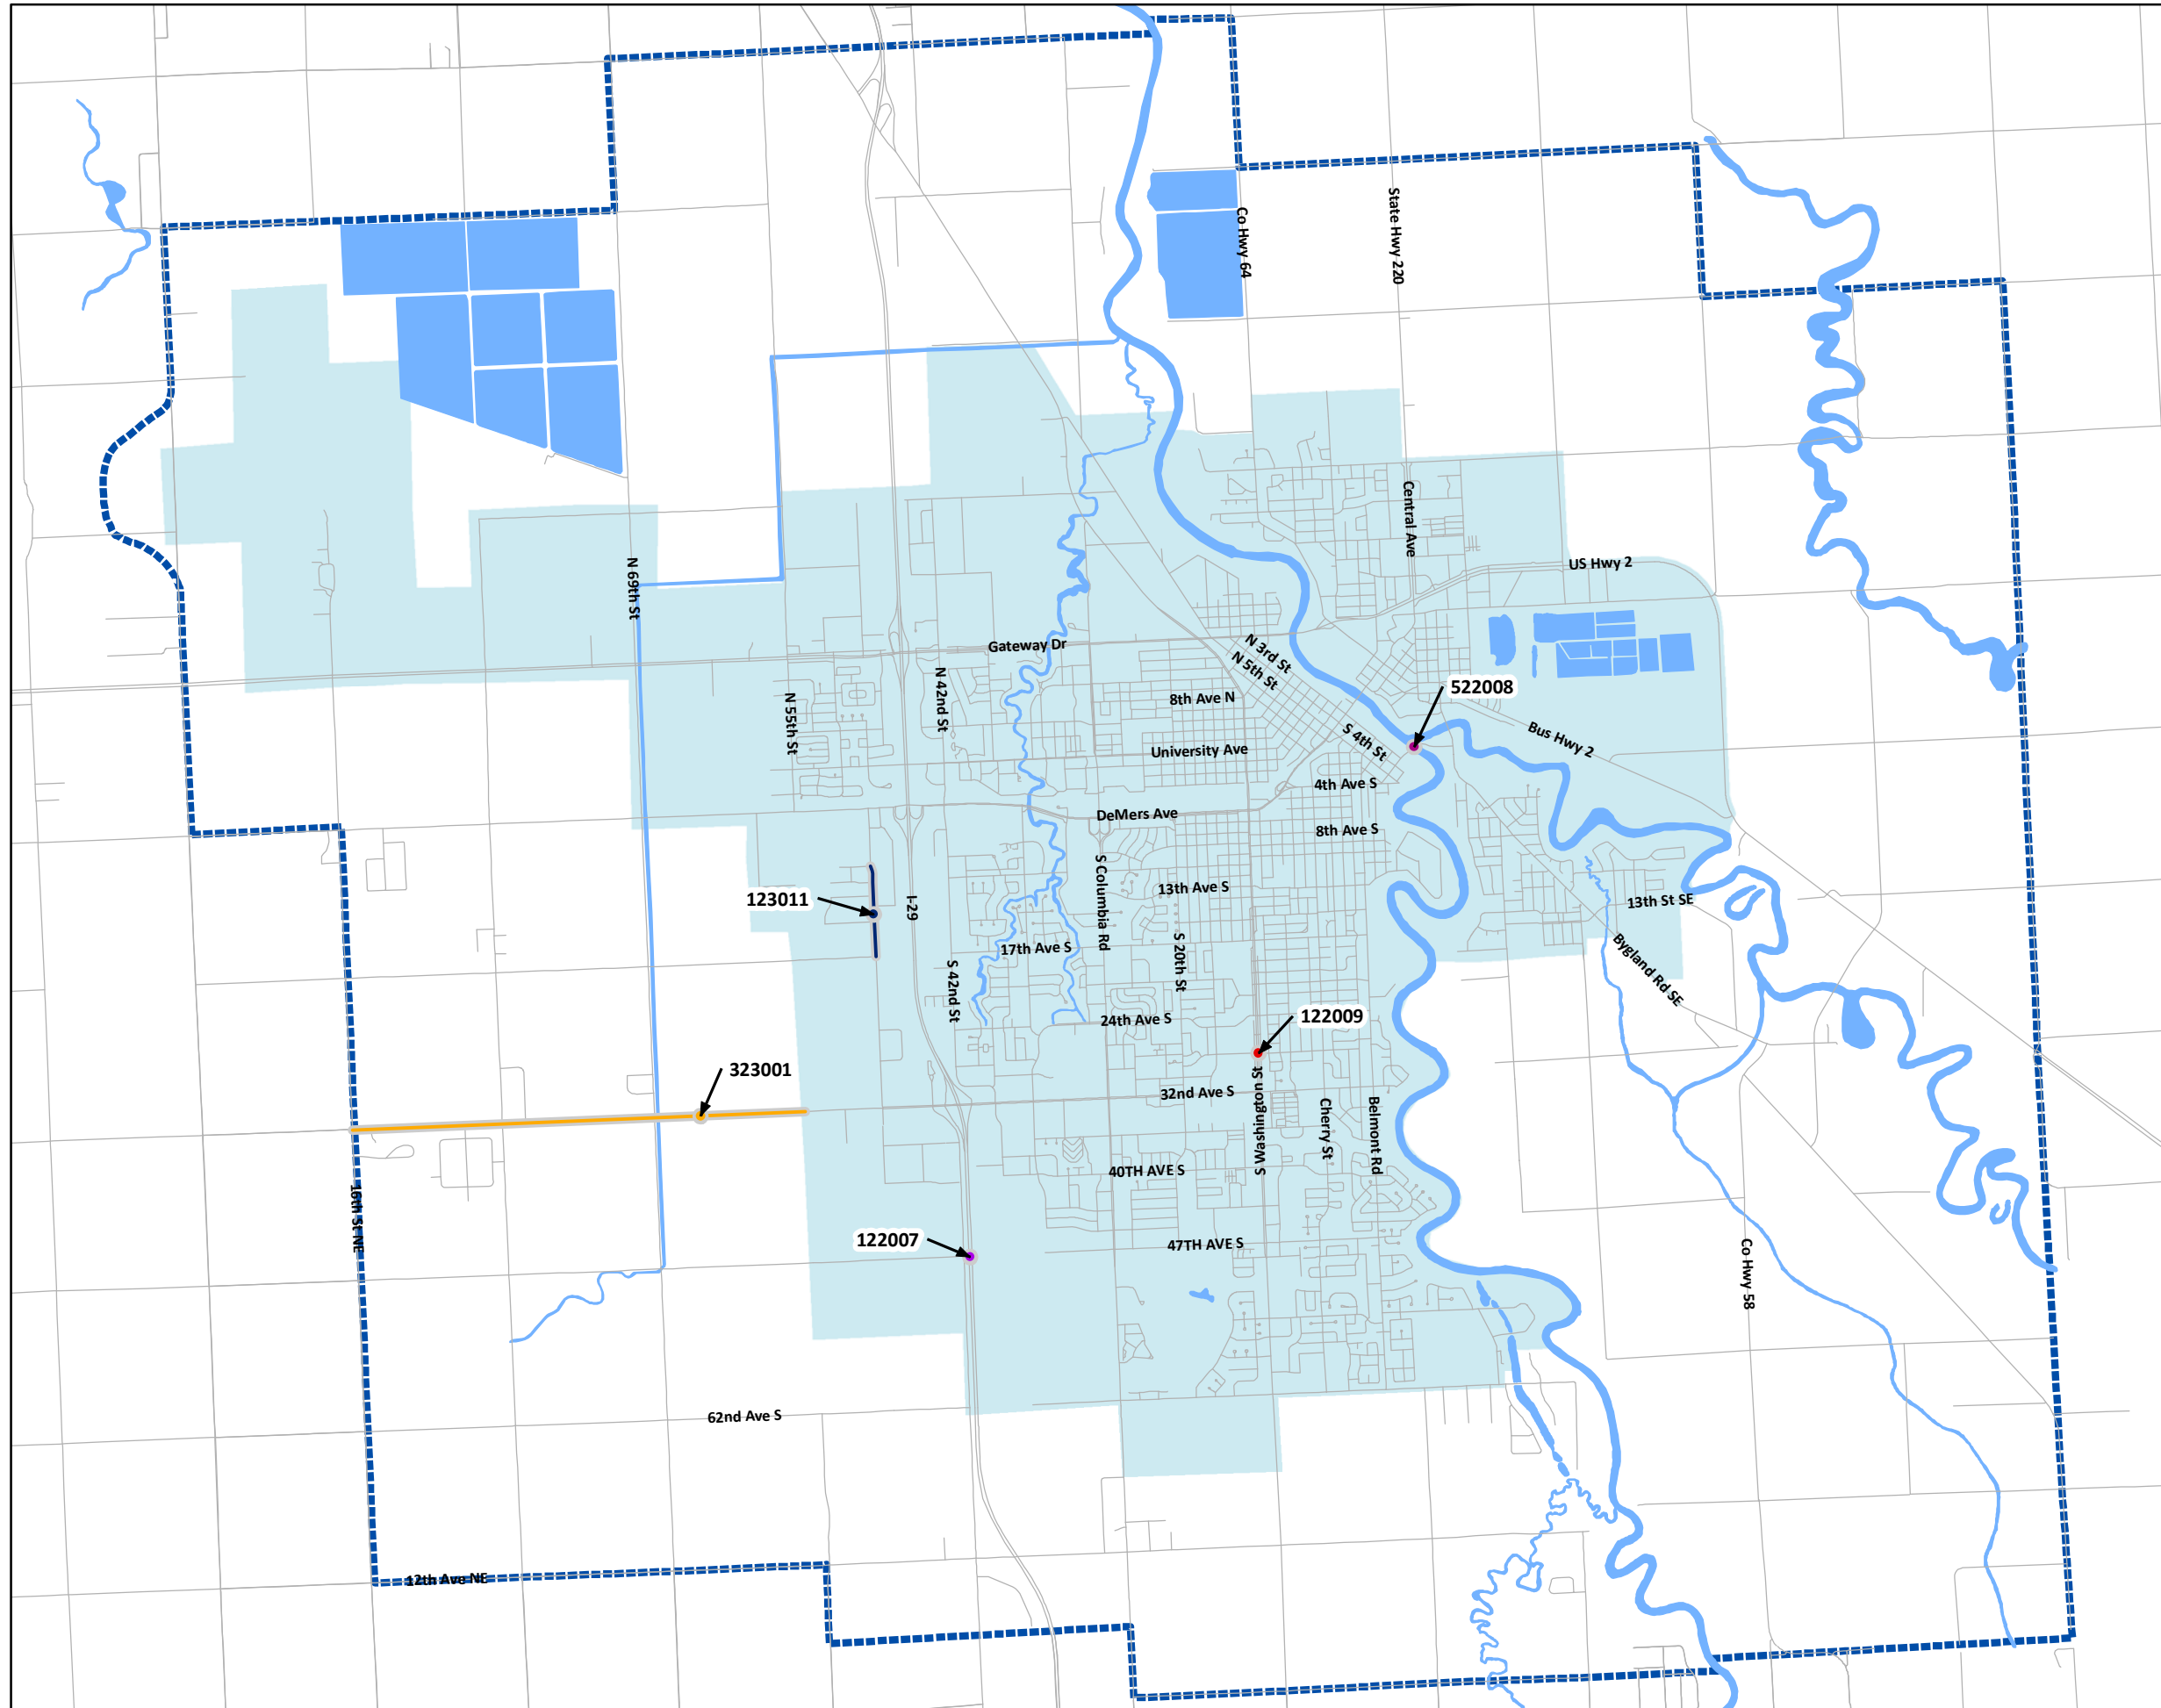 Co Hwy 64
State Hwy 220
Central Ave
US Hwy 2
N 69th St
Gateway Dr
N 3rd St
N 5th St
N 42nd St
N 55th St
8th Ave N
522008
Bus Hwy 2
University Ave
S 4th St
4th Ave S
DeMers Ave
8th Ave S
S Columbia Rd
13th Ave S
123011
I-29
13th St SE
17th Ave S
S 20th St
Bygland Rd SE
S 42nd St
24th Ave S
122009
323001
32nd Ave S
S Washington St
Cherry St
Belmont Rd
40TH AVE S
16th St NE
122007
47TH AVE S
Co Hwy 58
62nd Ave S
12th Ave NE